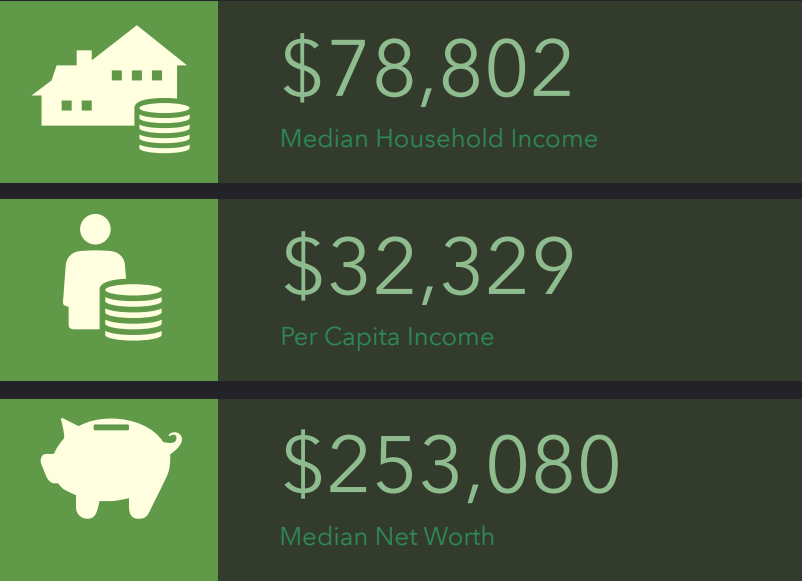 $78,802
Median Household Income
$32,329
Per Capita Income
$253,080
Median Net Worth